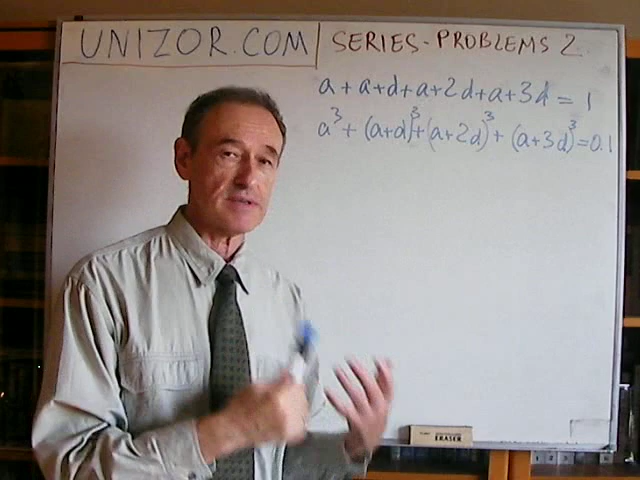 UNIZOR.COM
SERIES-PROBLEMS 2
a + a+d + a+2d + a+3d = 1
a³ + (a+d)³ + (a+2d)³ + (a+3d)³ = 0.1
ERASER